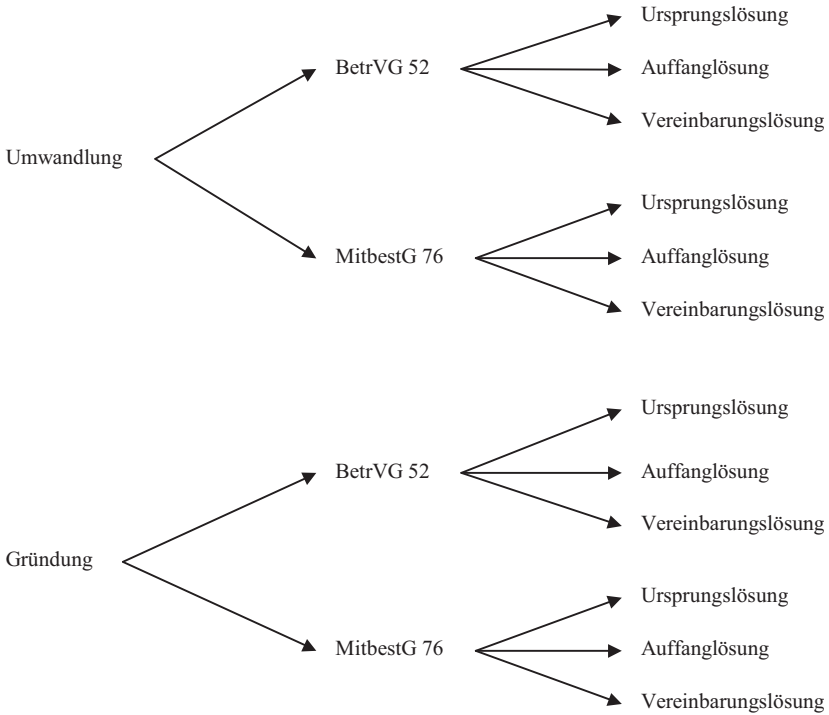 Ursprungslösung
BetrVG 52
Auffanglösung
Vereinbarungslösung
Umwandlung
Ursprungslösung
MitbestG 76
Auffanglösung
Vereinbarungslösung
Ursprungslösung
BetrVG 52
Auffanglösung
Vereinbarungslösung
Gründung
Ursprungslösung
MitbestG 76
Auffanglösung
Vereinbarungslösung